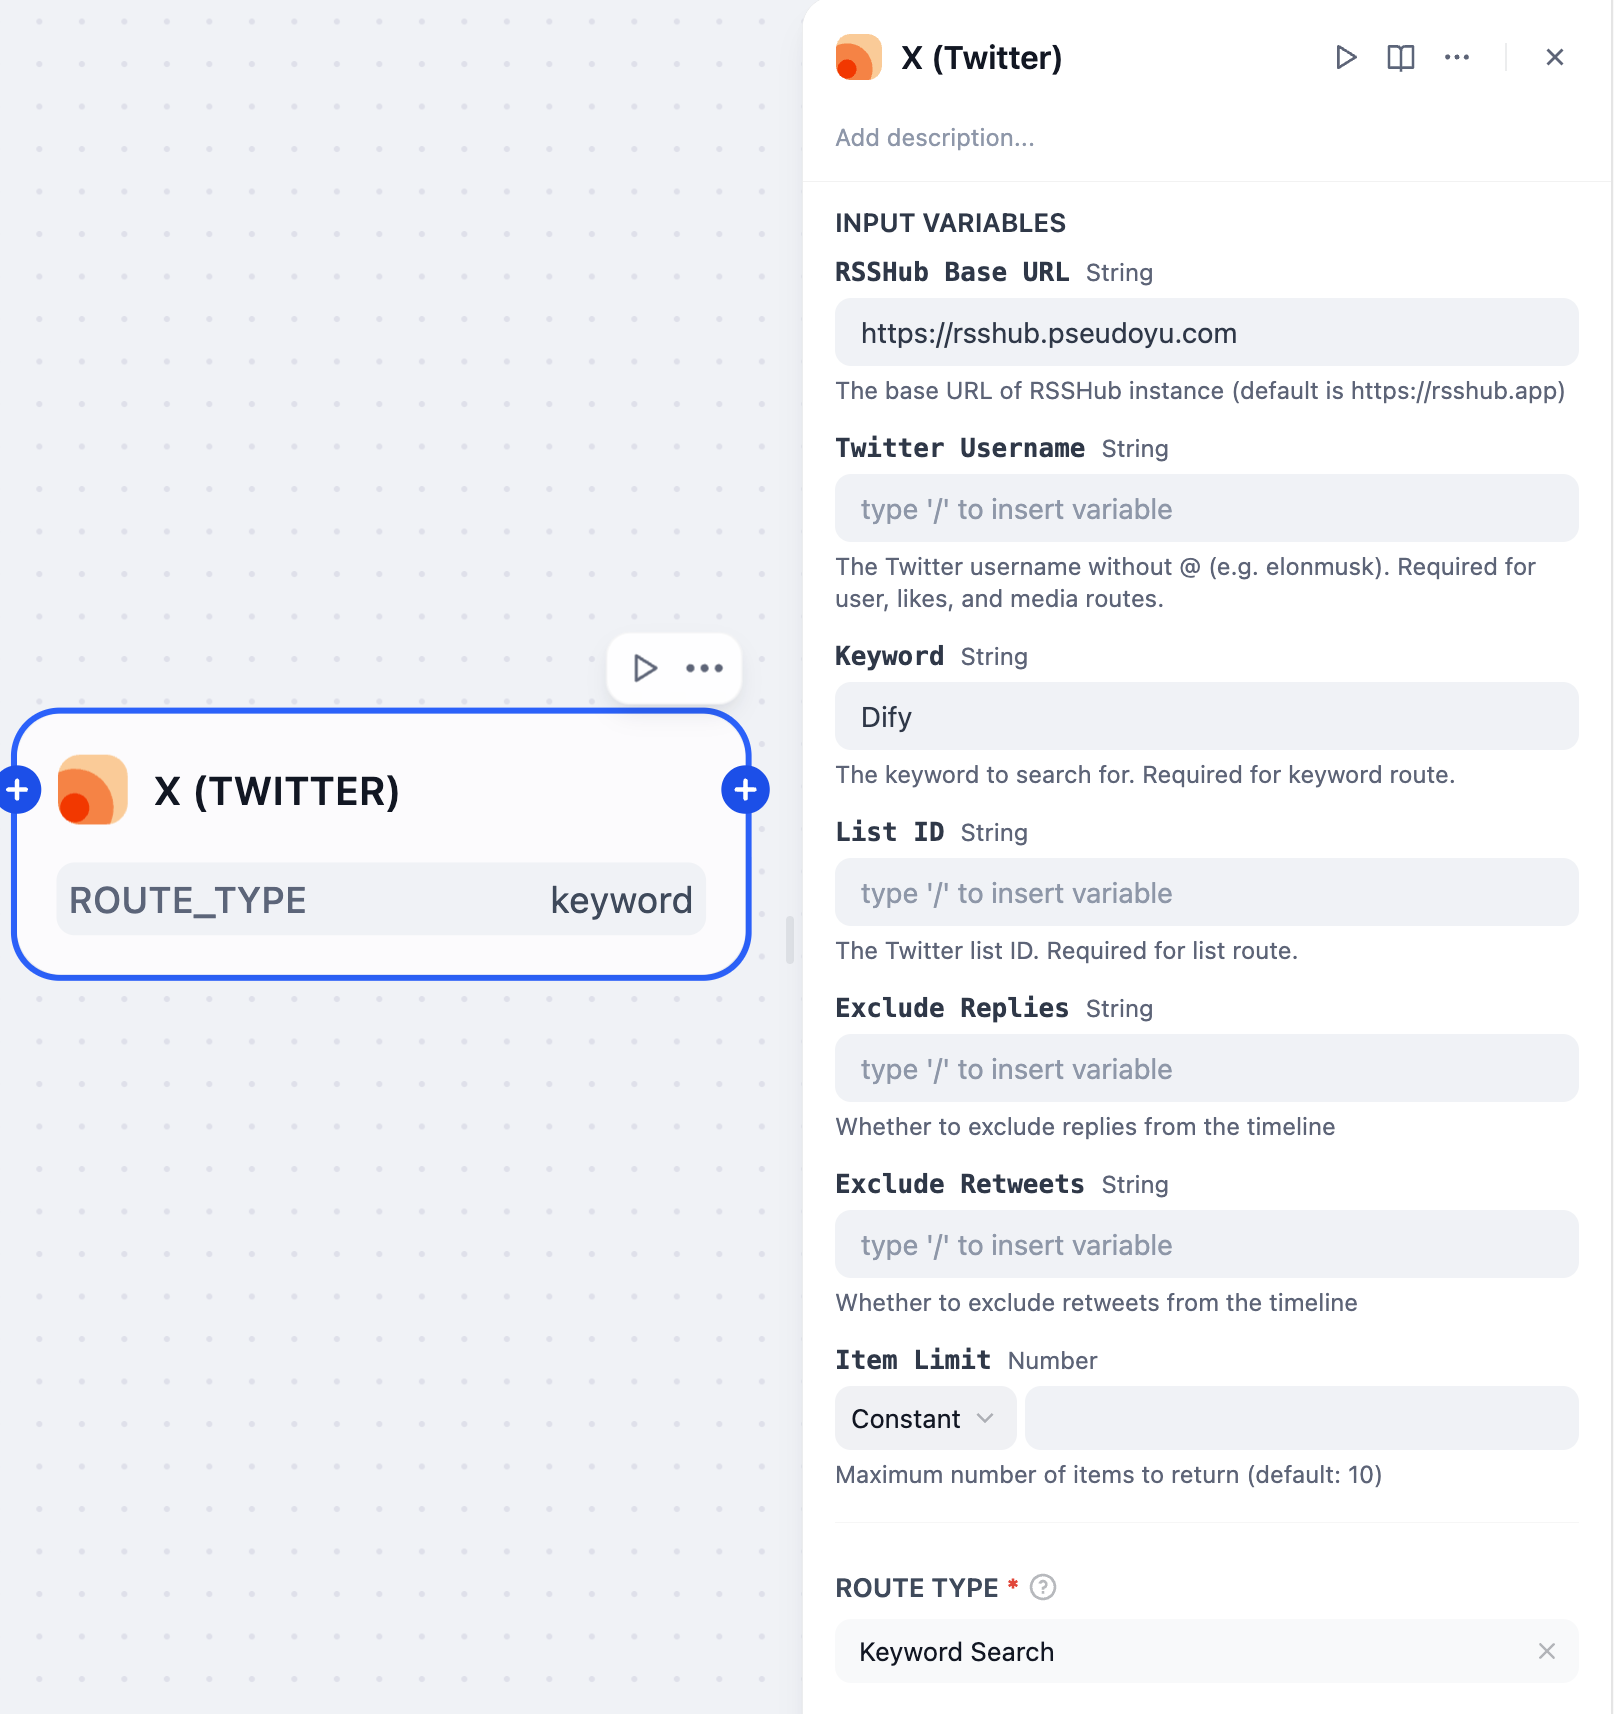 X (TWITTER)
ROUTE_TYPE keyword
X (Twitter)
Add description...
INPUT VARIABLES
RSSHub Base URL String
https://rsshub.pseudoyu.com
The base URL of RSSHub instance (default is https://rsshub.app)
Twitter Username String
type '/' to insert variable
The Twitter username without @ (e.g. elonmusk). Required for
user, likes, and media routes.
Keyword String
Dify
The keyword to search for. Required for keyword route.
List ID String
type '/' to insert variable
The Twitter list ID. Required for list route.
Exclude Replies String
type '/' to insert variable
Whether to exclude replies from the timeline
Exclude Retweets String
type '/' to insert variable
Whether to exclude retweets from the timeline
Item Limit Number
Constant
Maximum number of items to return (default: 10)
ROUTE TYPE *
Keyword Search